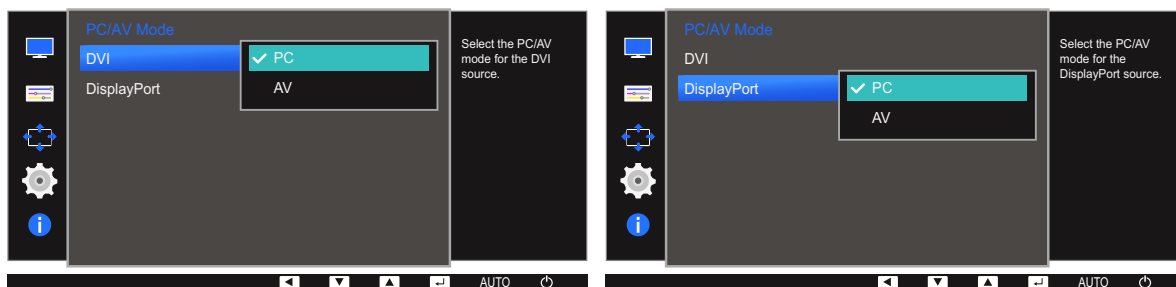 PC/AV Mode
DVI
PC
DisplayPort
AV
Select the PC/AV
mode for the DVI
source.
AUTO
PC/AV Mode
DVI
DisplayPort
PC
AV
Select the PC/AV
mode for the
DisplayPort source.
AUTO